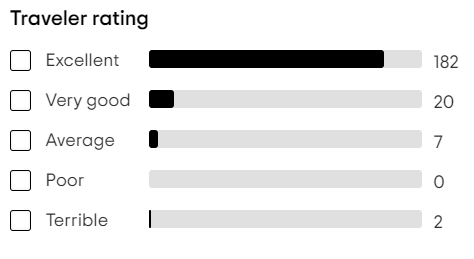 Traveler rating
Excellent 182
Very good 20
Average 7
Poor 0
Terrible 2